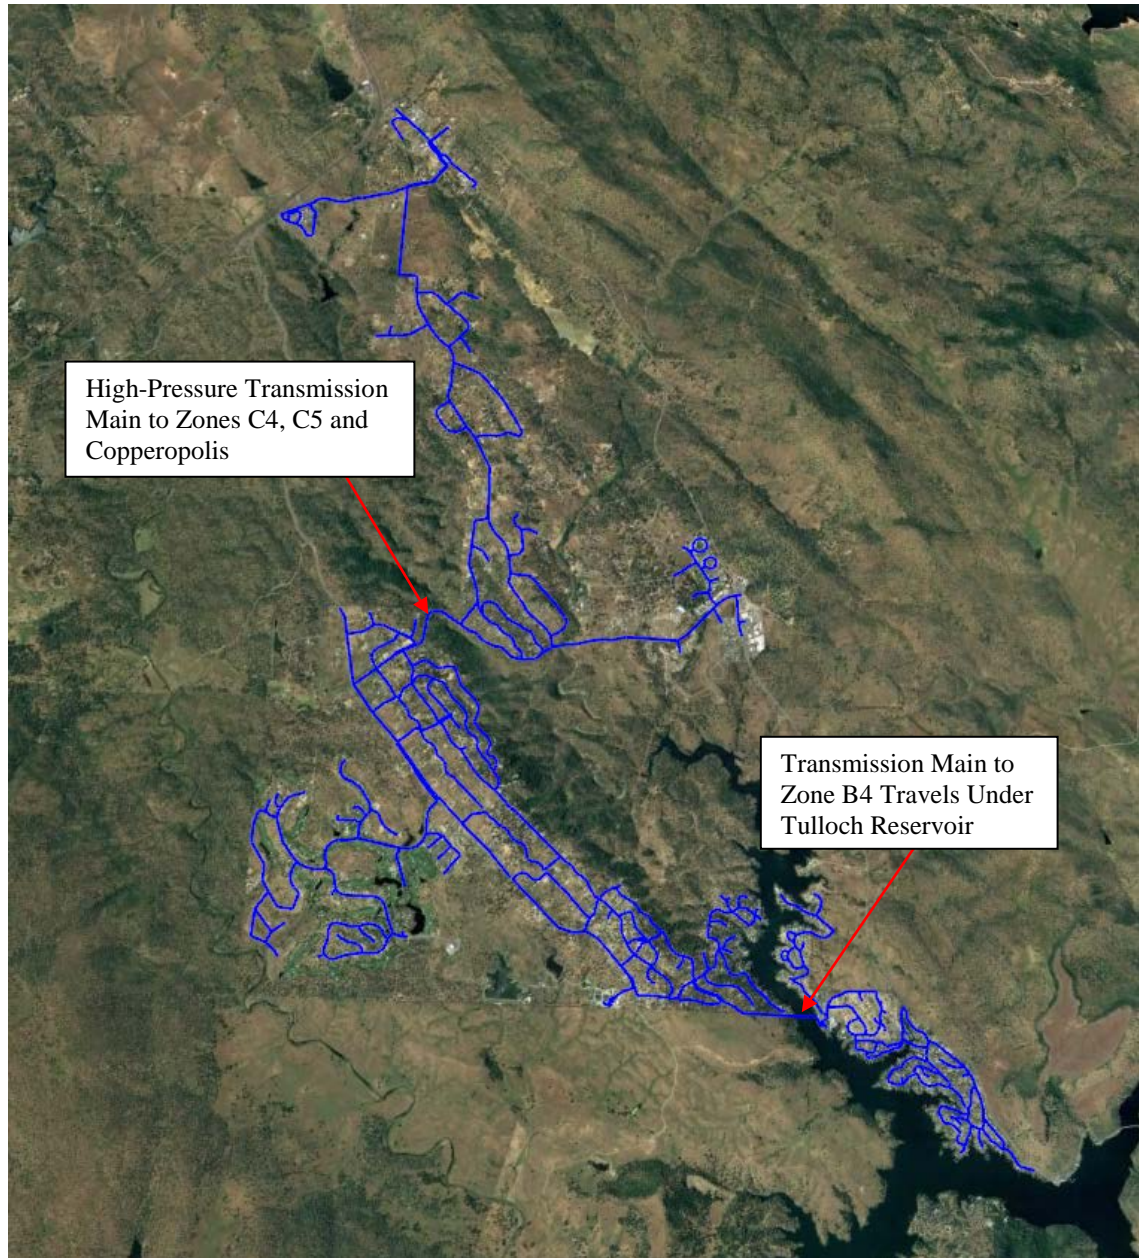 High-Pressure Transmission
Main to Zones C4, C5 and
Copperopolis
Transmission Main to
Zone B4 Travels Under
Tulloch Reservoir